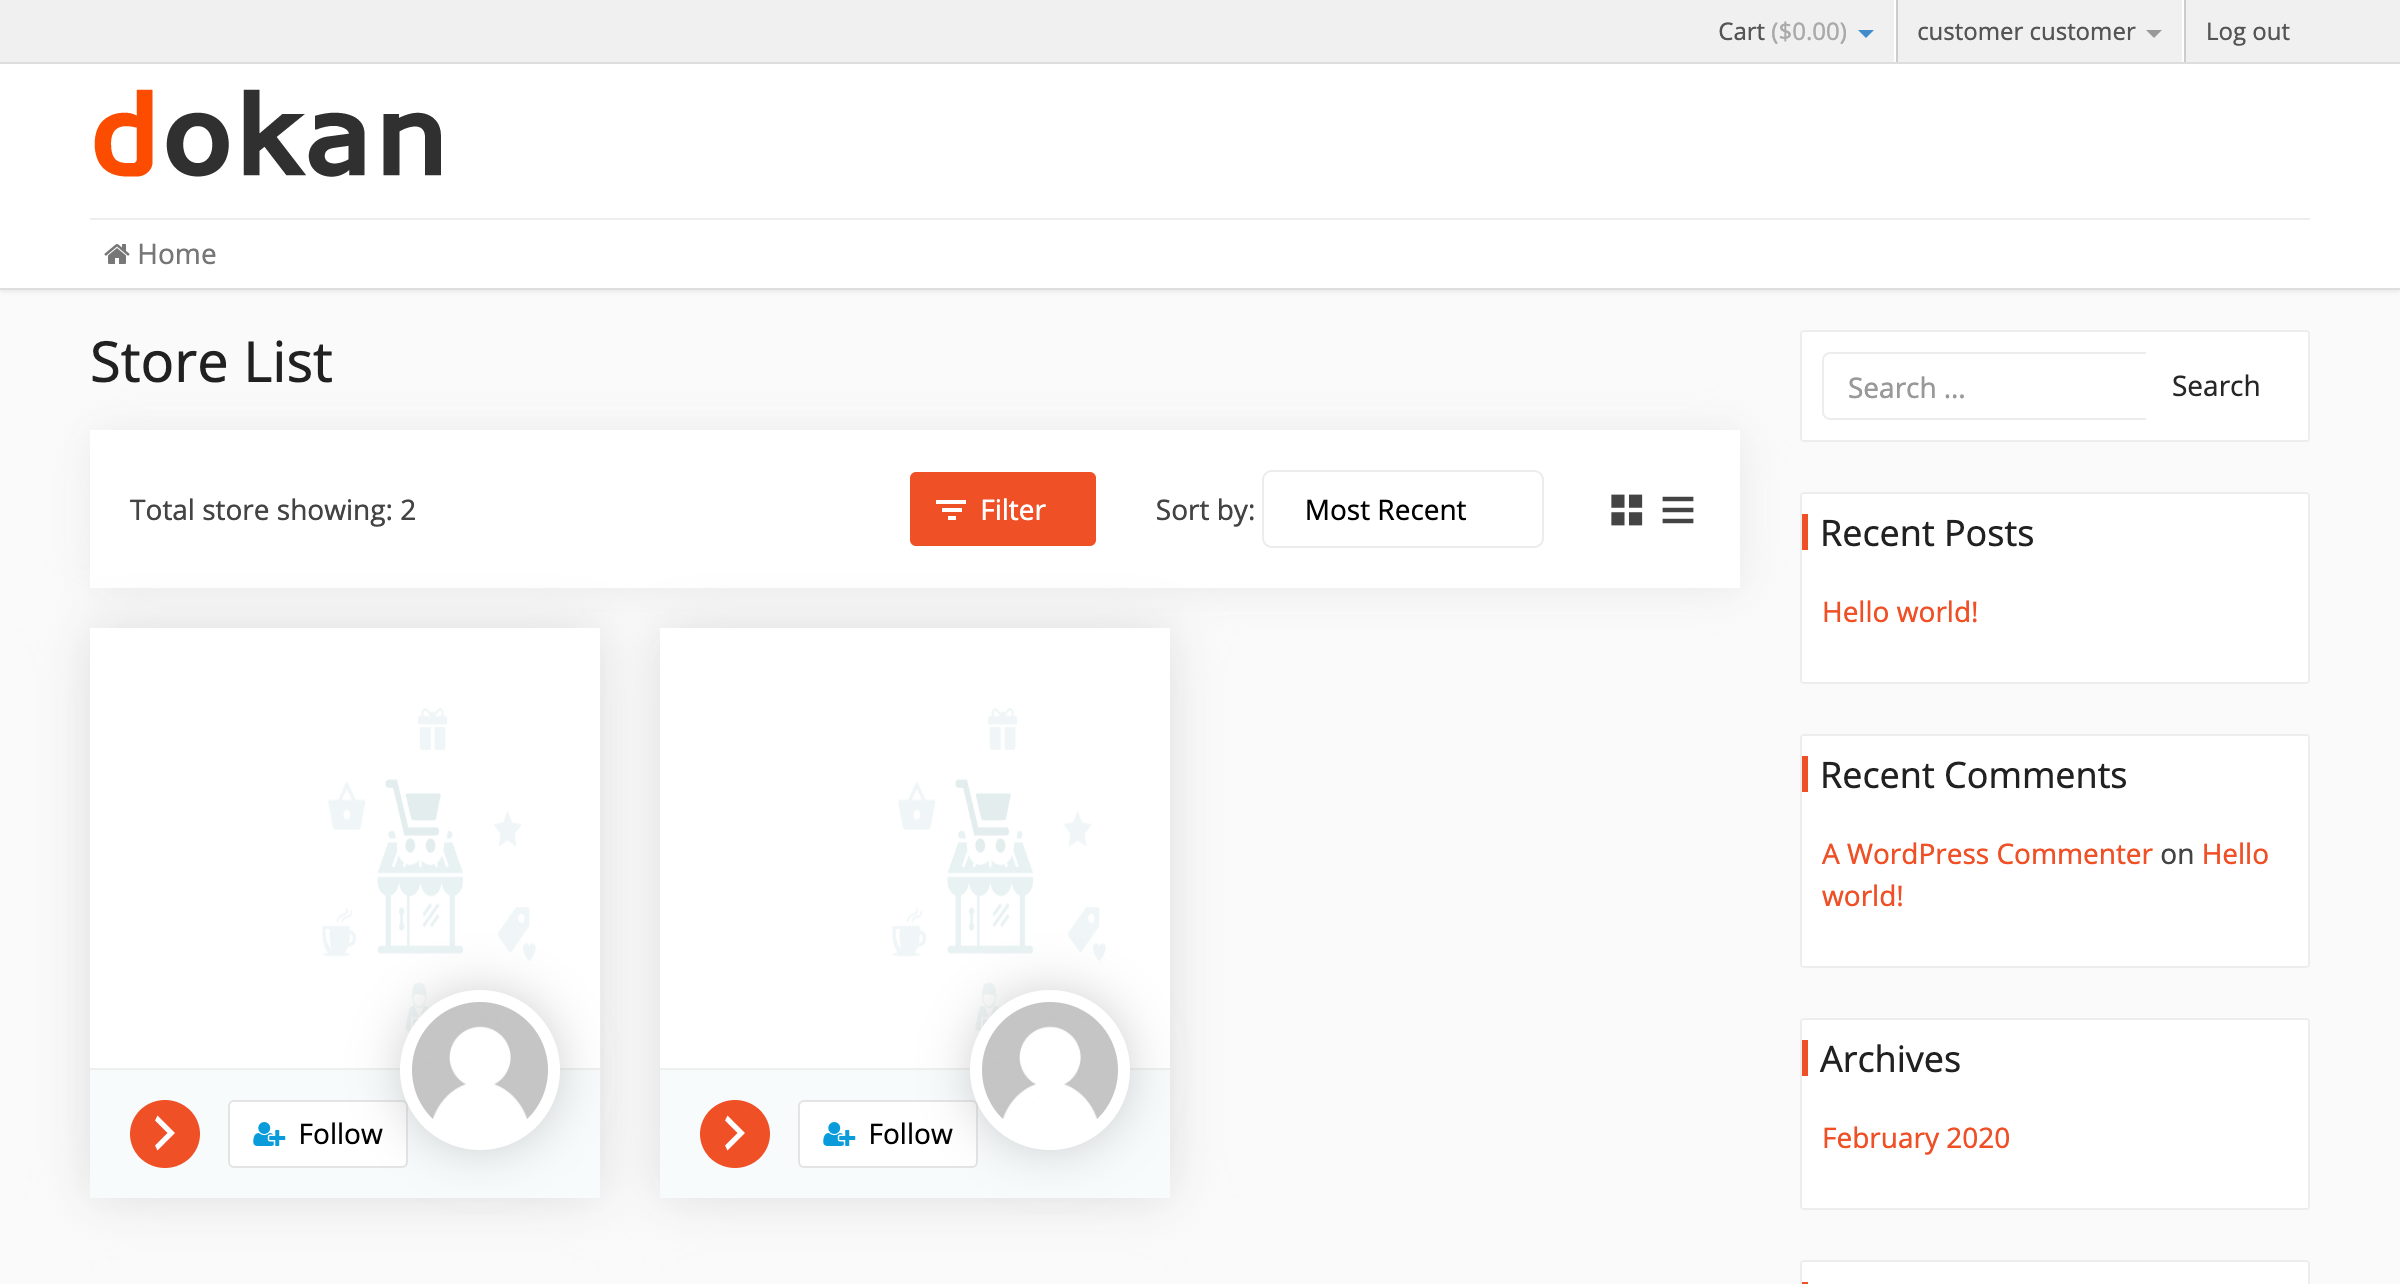 Cart ($0.00)
customer customer
Log out
dokan
Home
Store List
Total store showing: 2
Filter
Sort by:
Most Recent
Follow
Follow
Search ...
Search
Recent Posts
Hello world!
Recent Comments
A WordPress Commenter on Hello
world!
Archives
February 2020